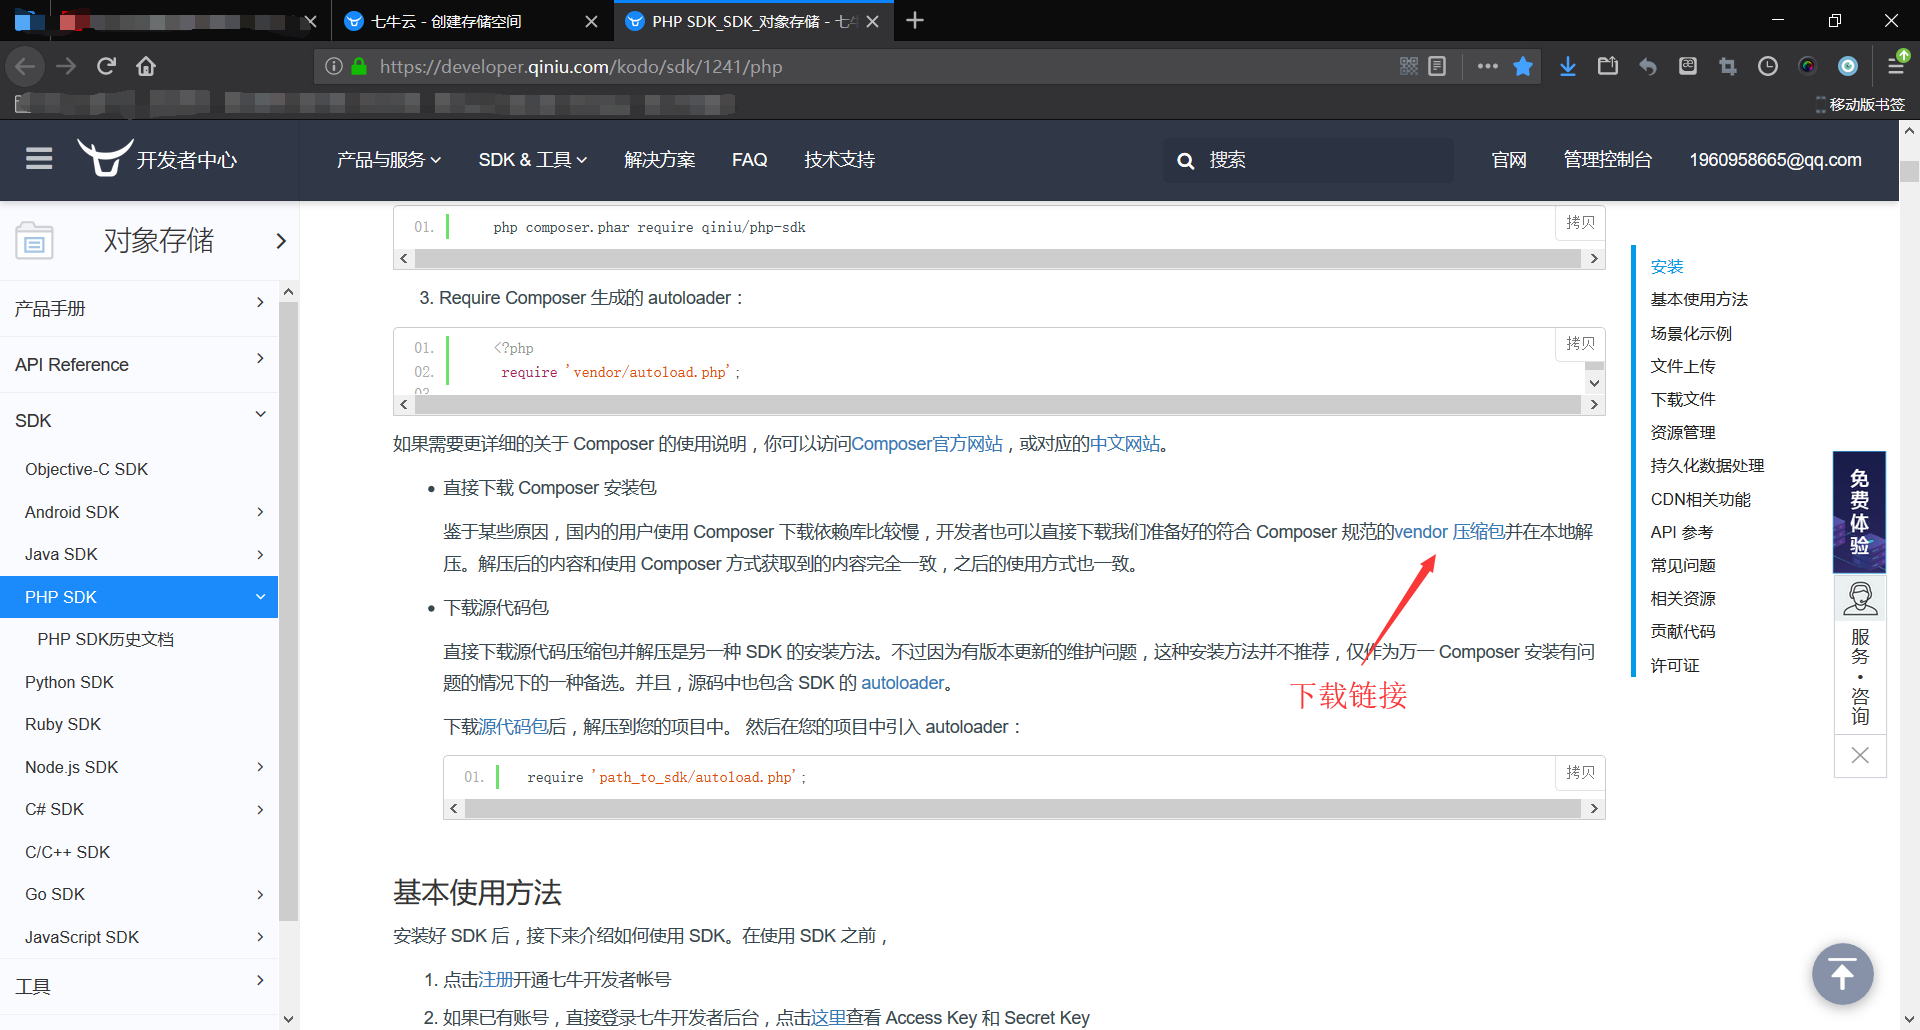 七牛云 - 创建存储空间
PHP SDK_SDK_对象存储 - 七
https://developer.qiniu.com/kodo/sdk/1241/php
移动版书签
开发者中心
产品与服务
SDK & 工具
解决方案
FAQ
技术支持
搜索
官网
管理控制台
1960958665@qq.com
对象存储
产品手册
API Reference
SDK
Objective-C SDK
Android SDK
Java SDK
PHP SDK
PHP SDK历史文档
Python SDK
Ruby SDK
Node.js SDK
C# SDK
C/C++ SDK
Go SDK
JavaScript SDK
工具
01. php composer.phar require qiniu/php-sdk
拷贝
3. Require Composer 生成的 autoloader：
01. <?php
02. require 'vendor/autoload.php';
03.
拷贝
如果需要更详细的关于 Composer 的使用说明，你可以访问Composer官方网站，或对应的中文网站。
• 直接下载 Composer 安装包
鉴于某些原因，国内的用户使用 Composer 下载依赖库比较慢，开发者也可以直接下载我们准备好的符合 Composer 规范的vendor 压缩包并在本地解
压。解压后的内容和使用 Composer 方式获取到的内容完全一致，之后的使用方式也一致。
• 下载源代码包
直接下载源代码压缩包并解压是另一种 SDK 的安装方法。不过因为有版本更新的维护问题，这种安装方法并不推荐，仅作为万一 Composer 安装有问
题的情况下的一种备选。并且，源码中也包含 SDK 的 autoloader。
下载链接
下载源代码包后，解压到您的项目中。 然后在您的项目中引入 autoloader：
01. require 'path_to_sdk/autoload.php';
拷贝
基本使用方法
安装好 SDK 后，接下来介绍如何使用 SDK。在使用 SDK 之前，
1. 点击注册开通七牛开发者帐号
2. 如果已有账号，直接登录七牛开发者后台，点击这里查看 Access Key 和 Secret Key
安装
基本使用方法
场景化示例
文件上传
下载文件
资源管理
持久化数据处理
CDN相关功能
API 参考
常见问题
相关资源
贡献代码
许可证
免费体验
服务·咨询